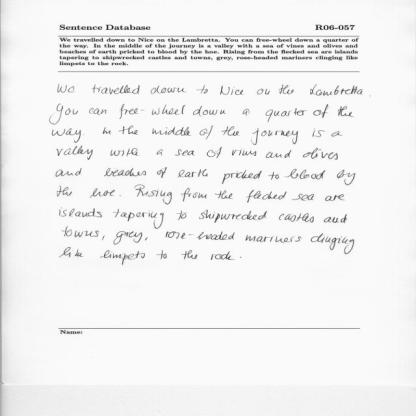 Sentence Database R06-057
We travelled down to Nice on the Lambretta. You can free-wheel down a quarter of
the way. In the middle of the journey is a valley with a sea of vines and olives and
beaches of earth pricked to blood by the hoe. Rising from the flecked sea are islands
tapering to shipwrecked castles and towns, grey, rose-headed mariners clinging like
limpets to the rock.
We travelled down to Nice on the Lambretta.
You can free-wheel down a quarter of the
way. In the middle of the journey is a
valley with a sea of vines and olives
and beaches of earth pricked to blood by
the hoe. Rising from the flecked sea are
islands tapering to shipwrecked castles and
towns, grey, rose-headed mariners clinging
like limpets to the rock.
Name: